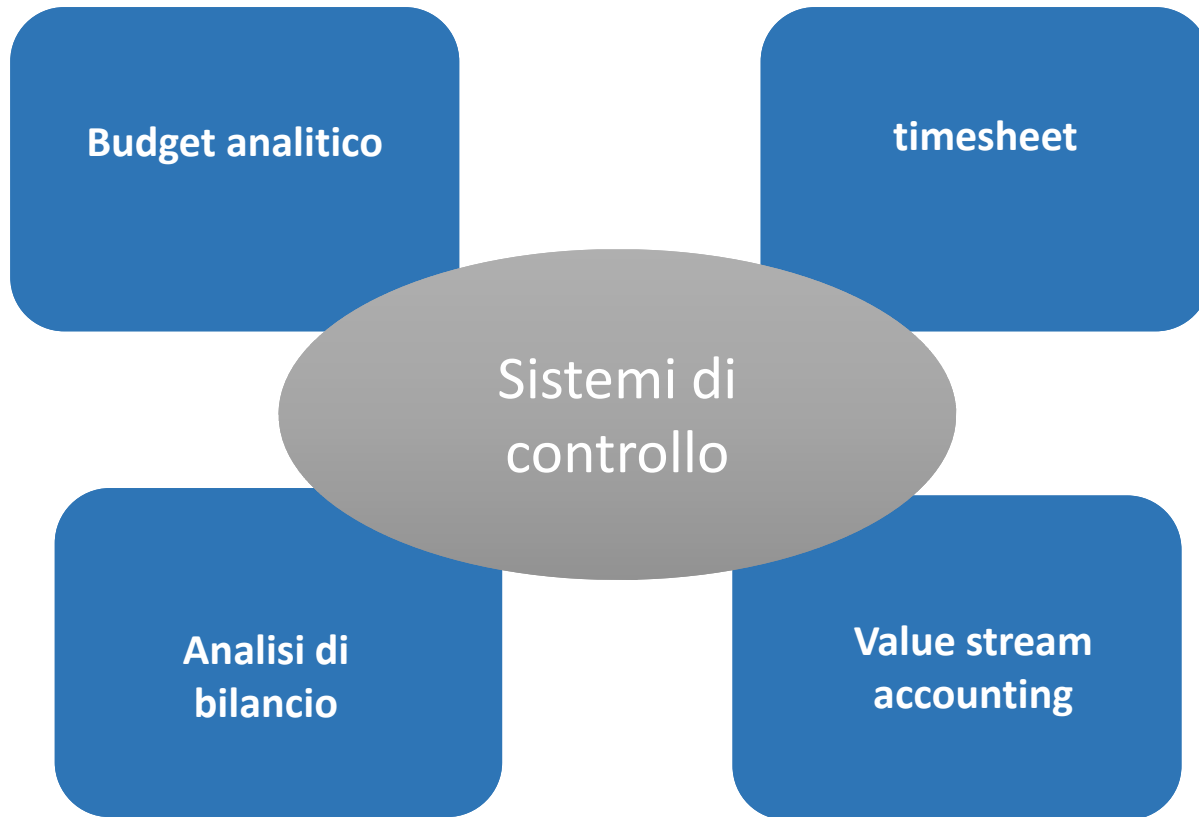 Budget analitico
timesheet
Sistemi di
controllo
Analisi di
bilancio
Value stream
accounting